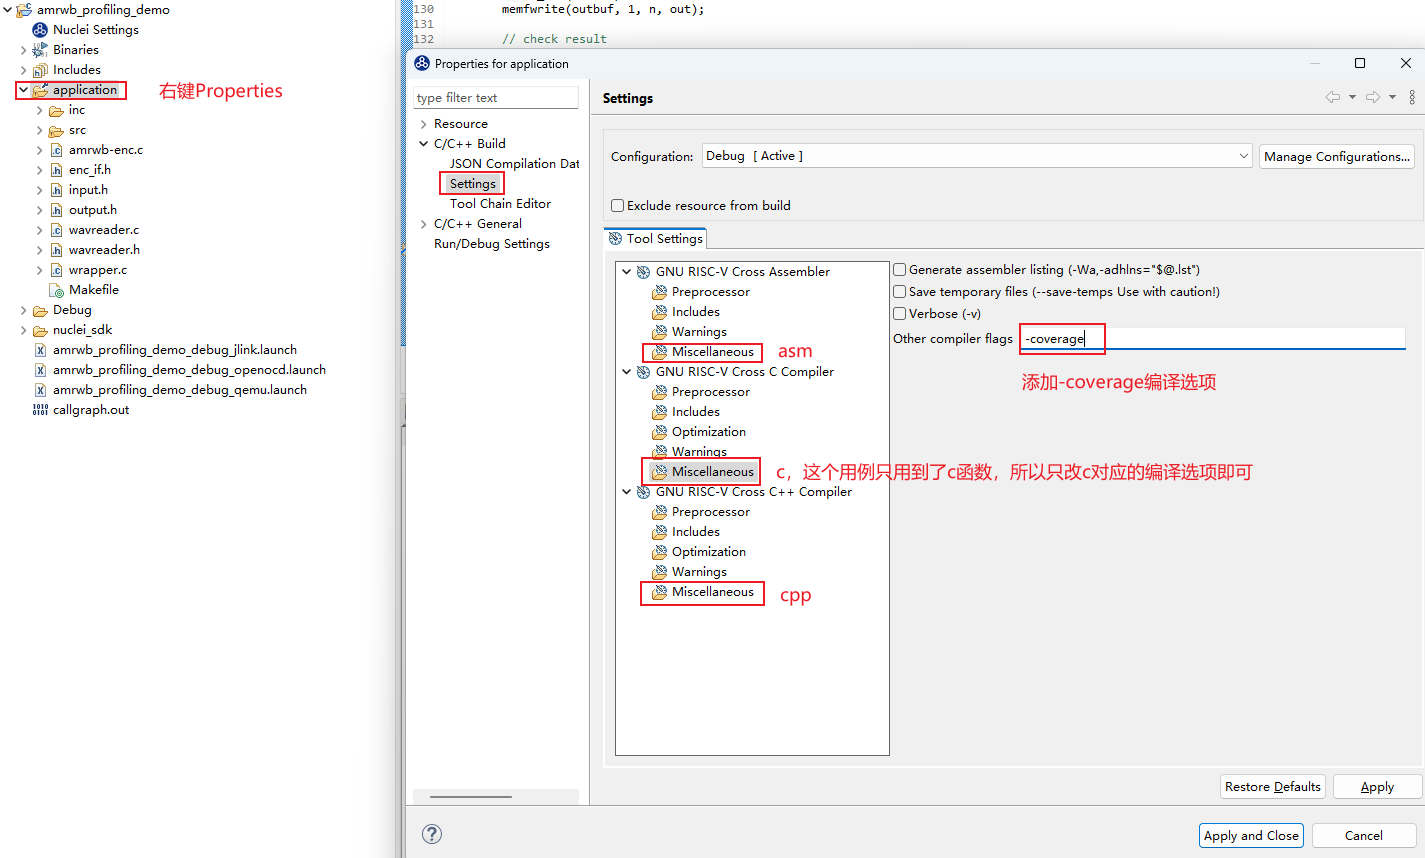 amrwb_profiling_demo
Nuclei Settings
Binaries
Includes
application
右键Properties
inc
src
amrwb-enc.c
enc_if.h
input.h
output.h
wavreader.c
wavreader.h
wrapper.c
Makefile
Debug
nuclei_sdk
amrwb_profiling_demo_debug_jlink.launch
amrwb_profiling_demo_debug_openocd.launch
amrwb_profiling_demo_debug_qemu.launch
callgraph.out
130 memfwrite(outbuf, 1, n, out);
131
132 // check result
Properties for application
type filter text
Resource
C/C++ Build
JSON Compilation Dat
Settings
Tool Chain Editor
C/C++ General
Run/Debug Settings
Settings
Configuration: Debug [ Active ] Manage Configurations...
Exclude resource from build
Tool Settings
GNU RISC-V Cross Assembler
Preprocessor
Includes
Warnings
Miscellaneous asm
GNU RISC-V Cross C Compiler
Preprocessor
Includes
Optimization
Warnings
Miscellaneous c，这个用例只用到了c函数，所以只改c对应的编译选项即可
GNU RISC-V Cross C++ Compiler
Preprocessor
Includes
Optimization
Warnings
Miscellaneous cpp
Generate assembler listing (-Wa,-adhlns="$@.lst")
Save temporary files (--save-temps Use with caution!)
Verbose (-v)
Other compiler flags -coverage
添加-coverage编译选项
Restore Defaults Apply
? Apply and Close Cancel